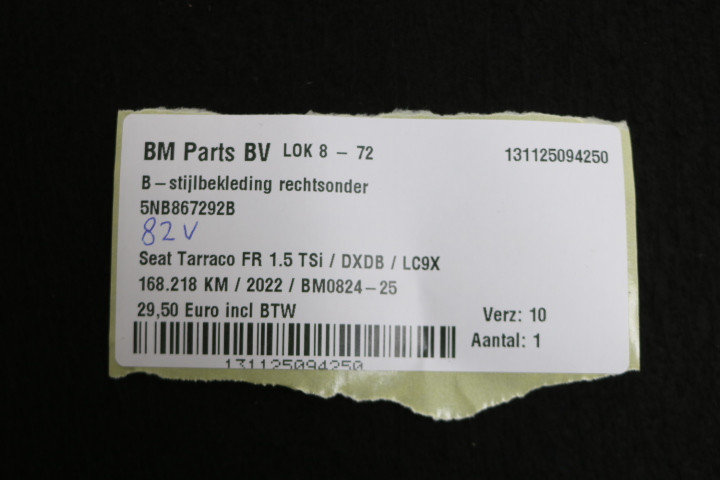 BM Parts BV LOK 8 - 72
131125094250
B-stijlbekleding rechtsonder
5NB867292B
82V
Seat Tarraco FR 1.5 TSi / DXDB / LC9X
168.218 KM / 2022 / BM0824-25
29,50 Euro incl BTW
Verz: 10
Aantal: 1
131125094250